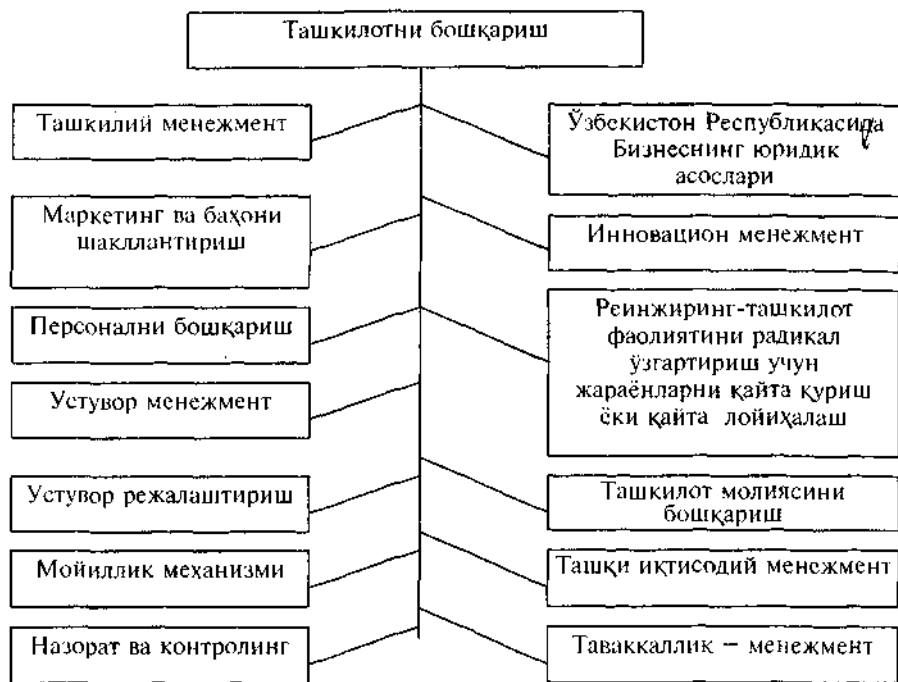 Ташкилотни бошқариш
Ташкилий менежмент
Маркетинг ва баҳони
шакллантириш
Персонални бошқариш
Устувор менежмент
Устувор режалаштириш
Мойиллик механизми
Назорат ва контролинг
Ўзбекистон Республикасида
Бизнеснинг юридик
асослари
Инновацион менежмент
Реинжиринг-ташкилот
фаолиятини радикал
ўзгартириш учун
жараёнларни қайта қуриш
ёки қайта лойиҳалаш
Ташкилот молиясини
бошқариш
Ташқи иқтисодий менежмент
Таваккаллик – менежмент